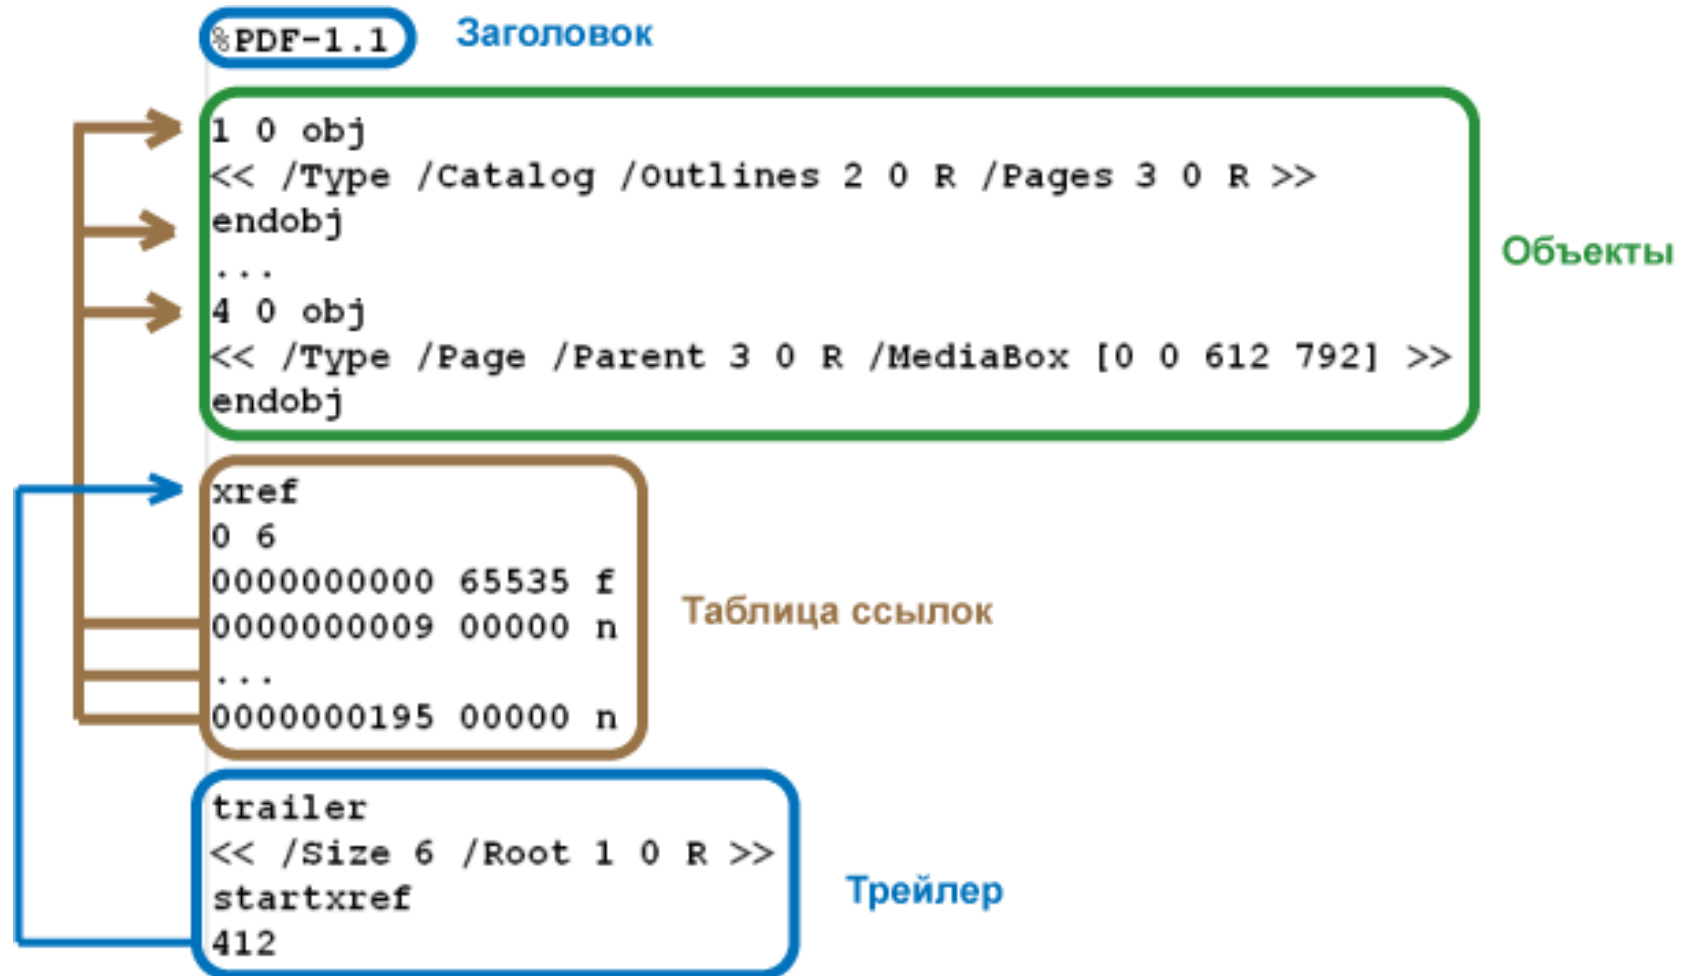 %PDF-1.1 Заголовок
1 0 obj
<< /Type /Catalog /Outlines 2 0 R /Pages 3 0 R >>
endobj
...
4 0 obj
<< /Type /Page /Parent 3 0 R /MediaBox [0 0 612 792] >>
endobj
Объекты
xref
0 6
0000000000 65535 f
0000000009 00000 n
...
0000000195 00000 n
Таблица ссылок
trailer
<< /Size 6 /Root 1 0 R >>
startxref
412
Трейлер